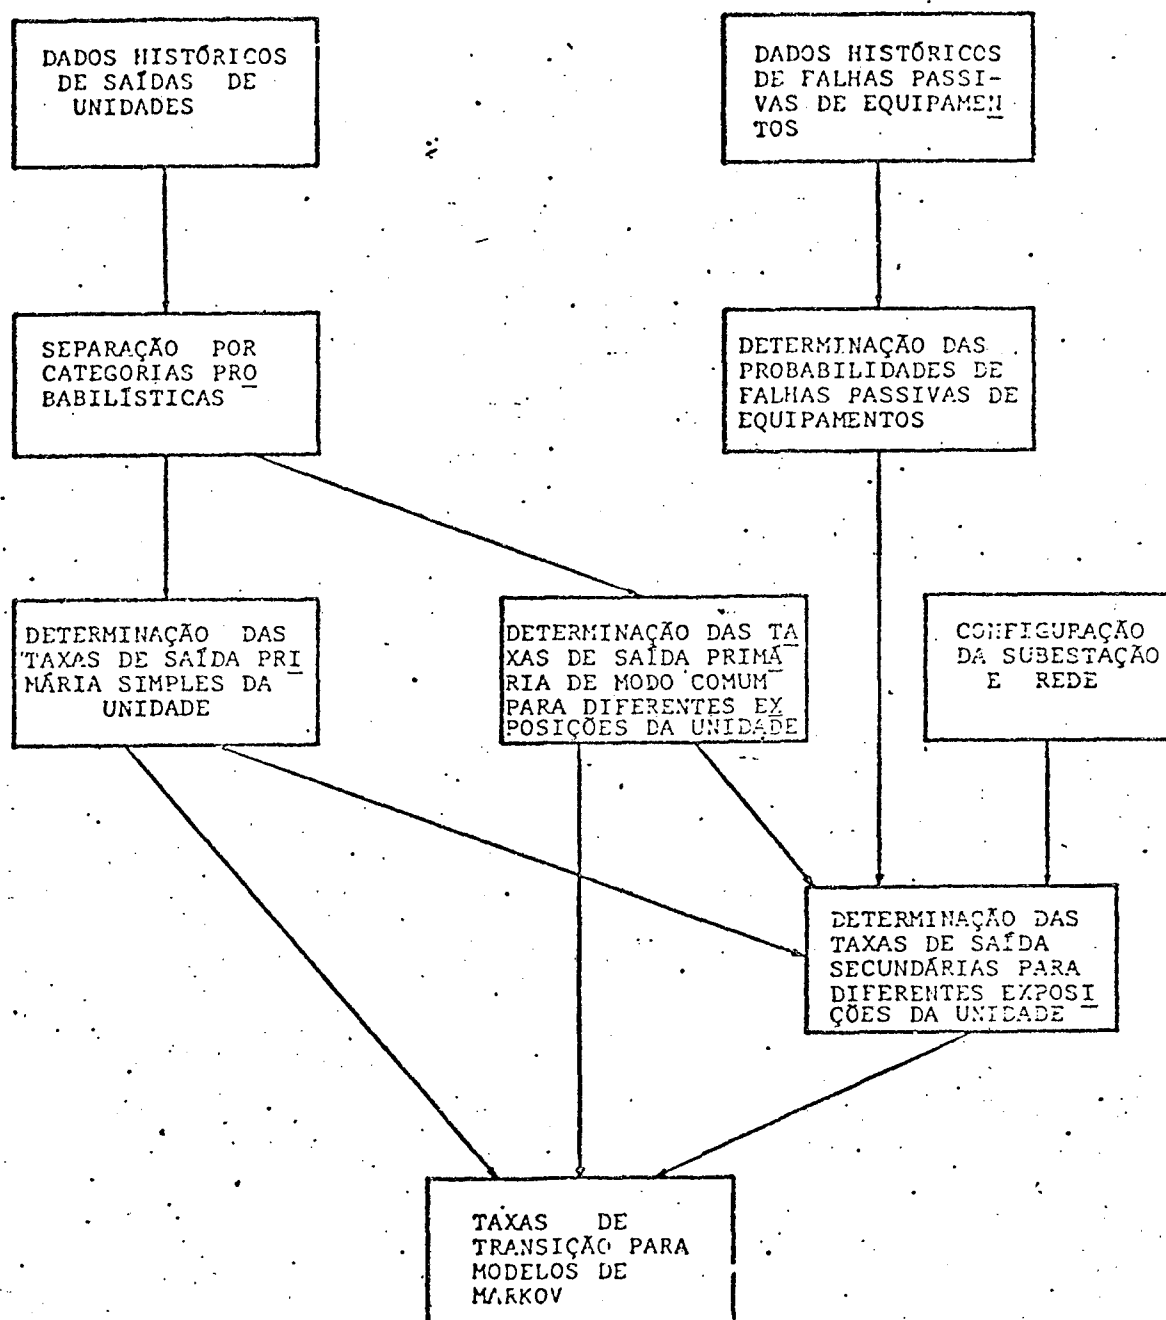 DADOS HISTÓRICOS
DE SAÍDAS DE
UNIDADES
DADOS HISTÓRICOS
DE FALHAS PASSI-
VAS DE EQUIPAMEN
TOS
SEPARAÇÃO POR
CATEGORIAS PRO
BABILÍSTICAS
DETERMINAÇÃO DAS
PROBABILIDADES DE
FALHAS PASSIVAS DE
EQUIPAMENTOS
DETERMINAÇÃO DAS
TAXAS DE SAÍDA PRI
MÁRIA SIMPLES DA
UNIDADE
DETERMINAÇÃO DAS TA
XAS DE SAÍDA PRIMÁ
RIA DE MODO COMUM
PARA DIFERENTES EX
POSIÇÕES DA UNIDADE
CONFIGURAÇÃO
DA SUBESTAÇÃO
E REDE
DETERMINAÇÃO DAS
TAXAS DE SAÍDA
SECUNDÁRIAS PARA
DIFERENTES EXPOSI
ÇÕES DA UNIDADE
TAXAS DE
TRANSIÇÃO PARA
MODELOS DE
MARKOV